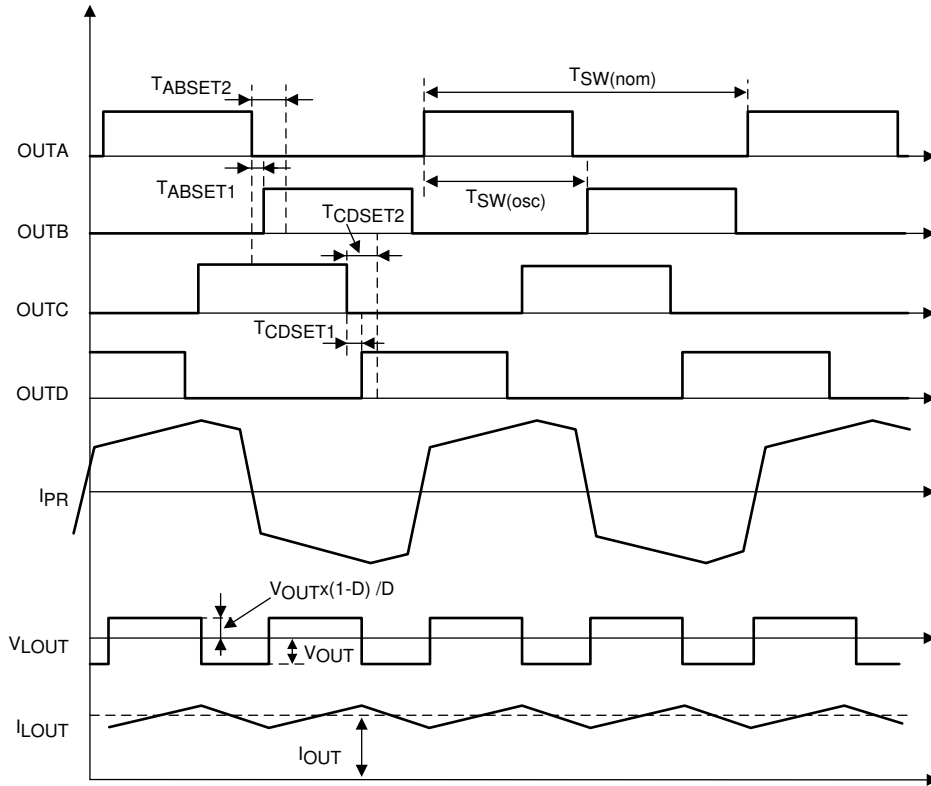 TABSET2
TSW(nom)
OUTA
TABSET1
TSW(osc)
TCDSET2
OUTB
OUTC
TCDSET1
OUTD
IPR
VOUTx(1-D) /D
VLOUT
VOUT
ILOUT
IOUT